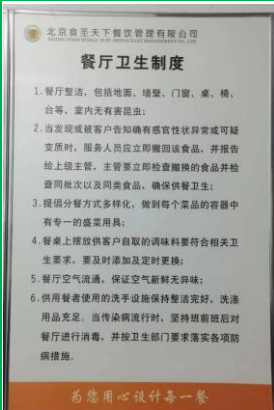 北京食圣天下餐饮管理有限公司
餐厅卫生制度
1.餐厅整洁、包括地面、墙壁、门窗、桌、椅、
台等，室内无有害昆虫；
2.当发现或被客户告知确有感官性状异常或可疑
变质时，服务人员应立即撤回该食品、并报告
给上级主管，主管要立即检查撤换的食品并检
查同批次以及同类食品，确保供餐卫生；
3.提倡分餐方式多样化，做到每个菜品的容器中
有专一的盛菜用具；
4.餐桌上摆放供客户自取的调味料要符合相关卫
生要求，要及时添加及定时更换；
5.餐厅空气流通，保证空气新鲜无异味；
6.供用餐者使用的洗手设施保持整洁完好、洗涤
用品充足。当传染病流行时，坚持班前班后对
餐厅进行消毒，并按卫生部门要求落实各项防
病措施。
为您用心设计每一餐